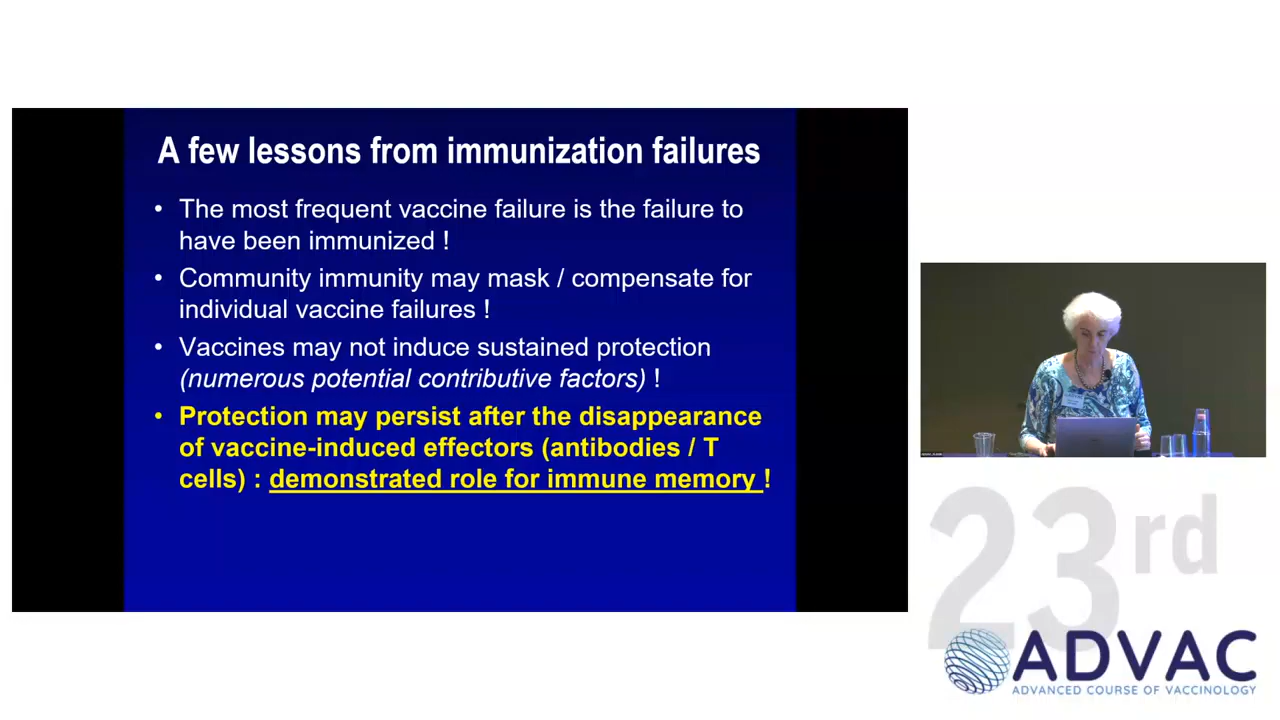 A few lessons from immunization failures
• The most frequent vaccine failure is the failure to
have been immunized !
• Community immunity may mask / compensate for
individual vaccine failures !
• Vaccines may not induce sustained protection
(numerous potential contributive factors) !
• Protection may persist after the disappearance
of vaccine-induced effectors (antibodies / T
cells) : demonstrated role for immune memory !
23rd
ADVAC
ADVANCED COURSE OF VACCINOLOGY